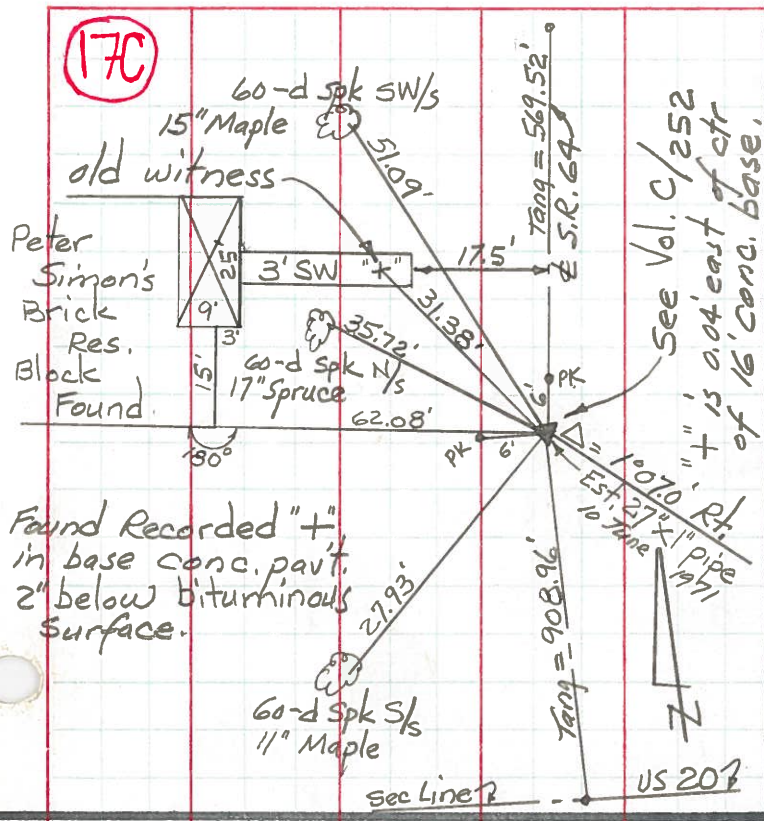 17C
60-d spk SW/s
15" Maple
51.09'
Tang = 569.52'
₵ S.R. 64
See Vol. C/252
"+" is 0.04' east of ctr
of 16' conc. base.
old witness
17.5'
3' SW "+"
25
9'
3'
15'
Peter
Simon's
Brick
Res.
Block
Found.
31.38'
35.72'
60-d Spk N/s
17" Spruce
62.08'
180°
PK
6'
PK
6'
Δ = 1°07.0' Rt.
Est. 27" x 1" pipe
10 June 1971
Found Recorded "+"
in base conc. pav't.
2" below bituminous
surface.
27.93'
60-d Spk S/s
11" Maple
Tang = 908.96'
Sec Line
US 20